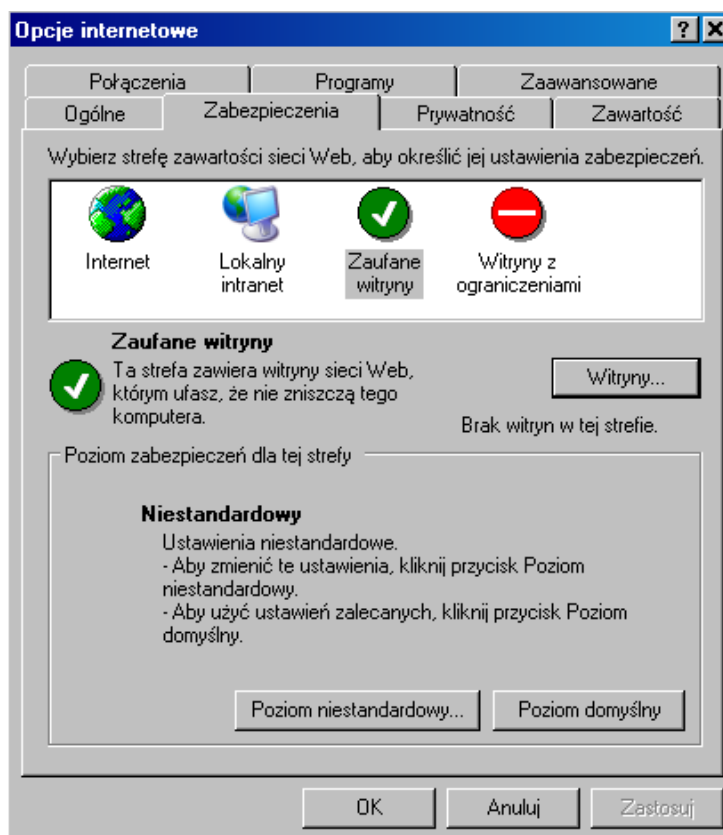 Opcje internetowe
Połączenia Programy Zaawansowane
Ogólne Zabezpieczenia Prywatność Zawartość
Wybierz strefę zawartości sieci Web, aby określić jej ustawienia zabezpieczeń.
Internet Lokalny Zaufane Witryny z
intranet witryny ograniczeniami
Zaufane witryny
Ta strefa zawiera witryny sieci Web,
którym ufasz, że nie zniszczą tego
komputera.
Witryny...
Brak witryn w tej strefie.
Poziom zabezpieczeń dla tej strefy
Niestandardowy
Ustawienia niestandardowe.
- Aby zmienić te ustawienia, kliknij przycisk Poziom
niestandardowy.
- Aby użyć ustawień zalecanych, kliknij przycisk Poziom
domyślny.
Poziom niestandardowy... Poziom domyślny
OK Anuluj Zastosuj